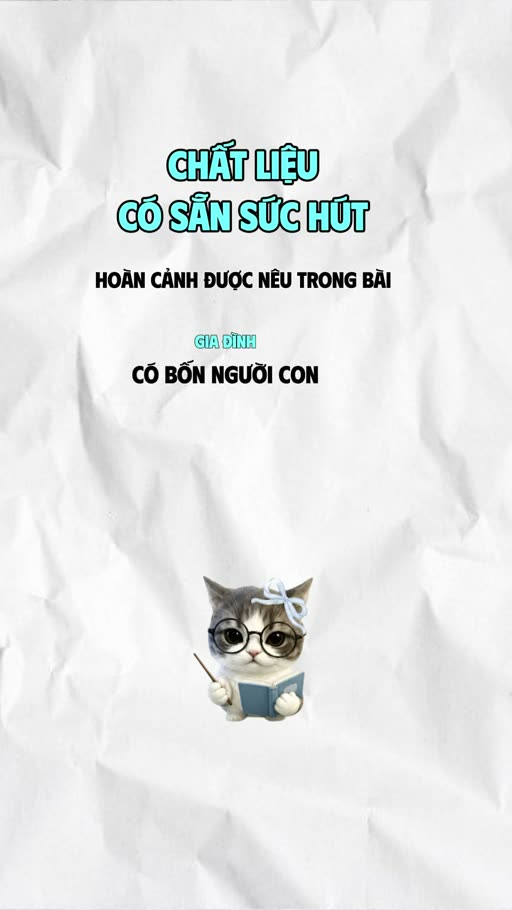 CHẤT LIỆU
CÓ SẴN SỨC HÚT
HOÀN CẢNH ĐƯỢC NÊU TRONG BÀI
GIA ĐÌNH
CÓ BỐN NGƯỜI CON